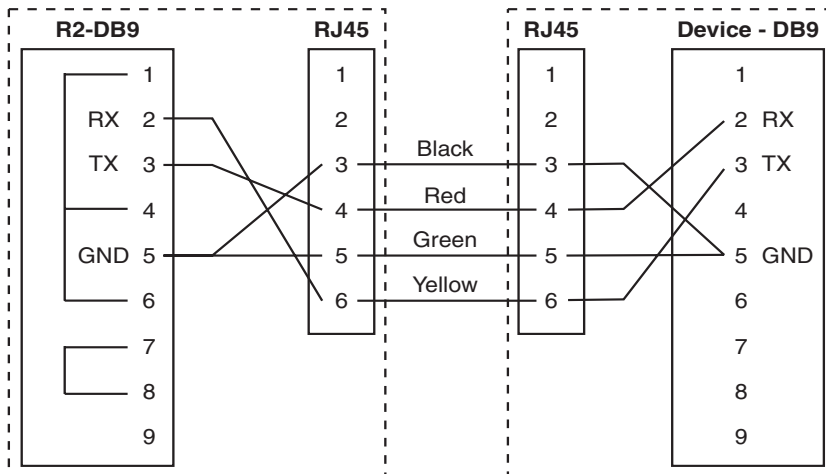 R2-DB9 RJ45 RJ45 Device - DB9
1 1 1 1
RX 2 2 2 2 RX
TX 3 3 Black 3 3 TX
4 4 Red 4 4
GND 5 5 Green 5 5 GND
6 6 Yellow 6 6
7 7
8 8
9 9